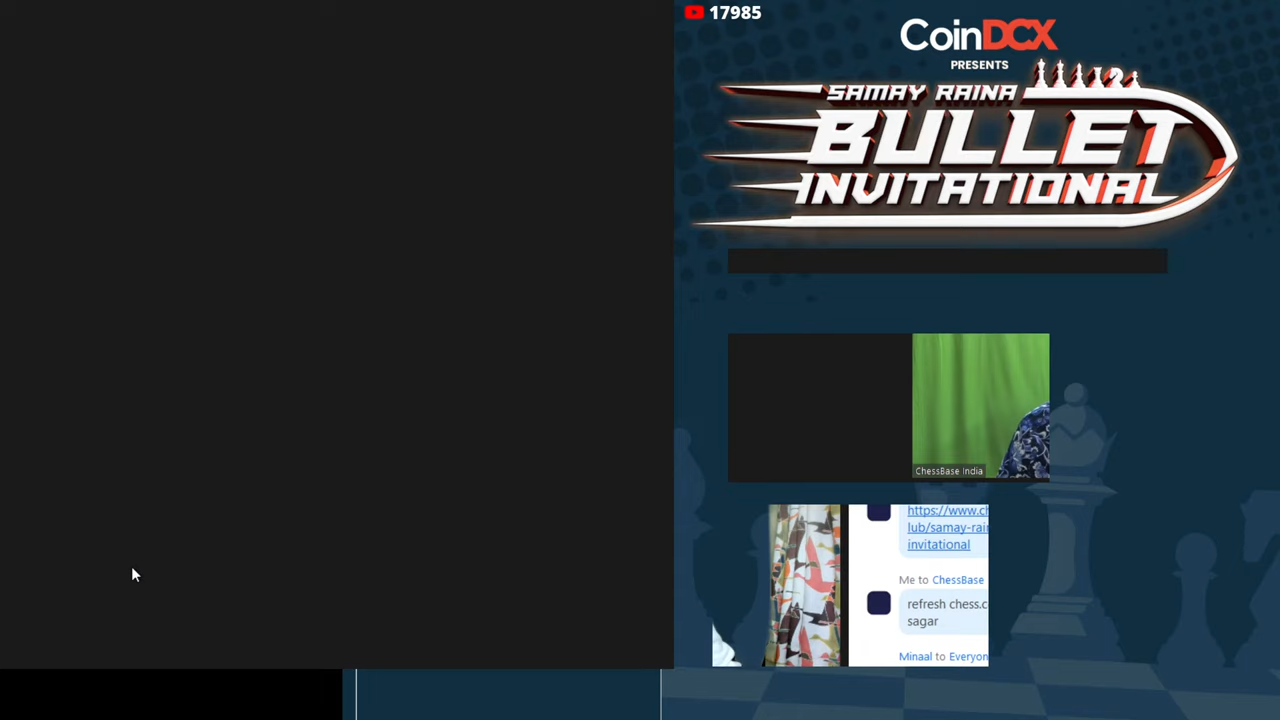 17985
CoinDCX
PRESENTS
SAMAY RAINA
BULLET
INVITATIONAL
ChessBase India
https://www.ch
lub/samay-rai
invitational
Me to ChessBase
refresh chess.c
sagar
Minaal to Everyon